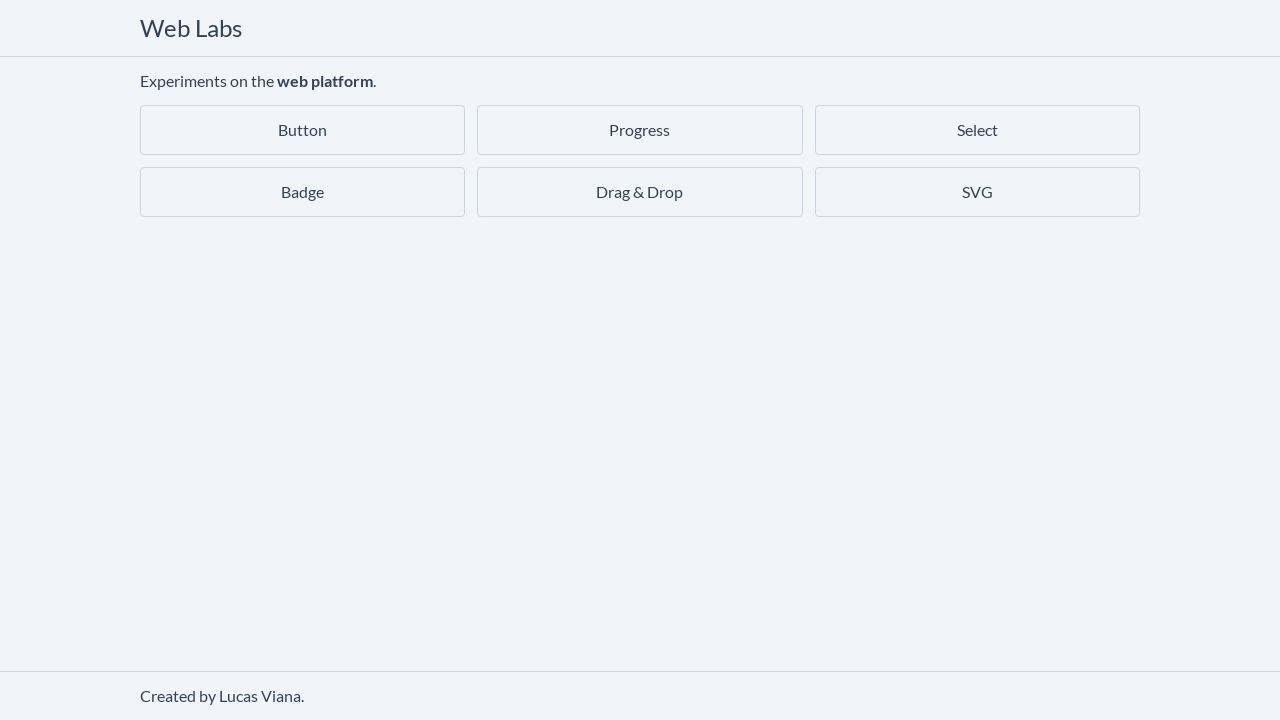 Web Labs
Experiments on the web platform.
Button
Progress
Select
Badge
Drag & Drop
SVG
Created by Lucas Viana.